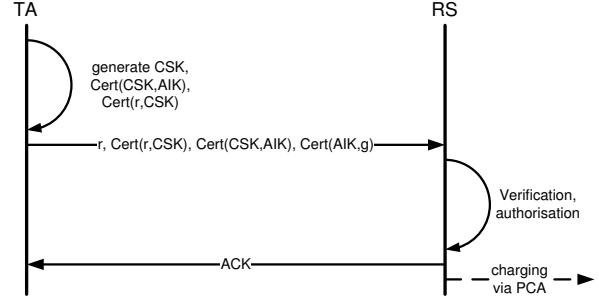 TA
RS
generate CSK,
Cert(CSK,AIK),
Cert(r,CSK)
r, Cert(r,CSK), Cert(CSK,AIK), Cert(AIK,g)
Verification,
authorisation
ACK
charging
via PCA